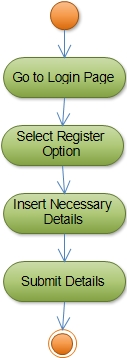 Go to Login Page
Select Register
Option
Insert Necessary
Details
Submit Details